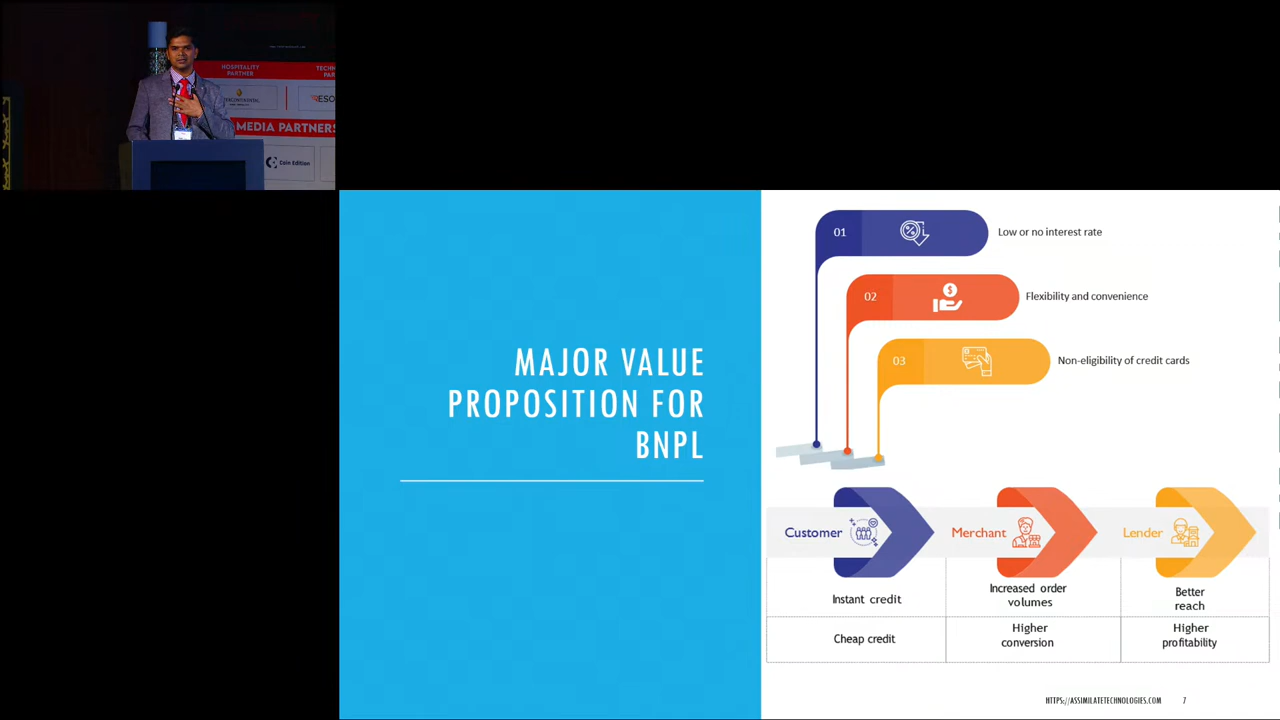 HOSPITALITY
PARTNER
MEDIA PARTNERS
Coin Edition
MAJOR VALUE
PROPOSITION FOR
BNPL
01
Low or no interest rate
02
Flexibility and convenience
03
Non-eligibility of credit cards
Customer
Merchant
Lender
Instant credit
Increased order
volumes
Better
reach
Cheap credit
Higher
conversion
Higher
profitability
HTTPS://ASSIMILATETECHNOLOGIES.COM
7